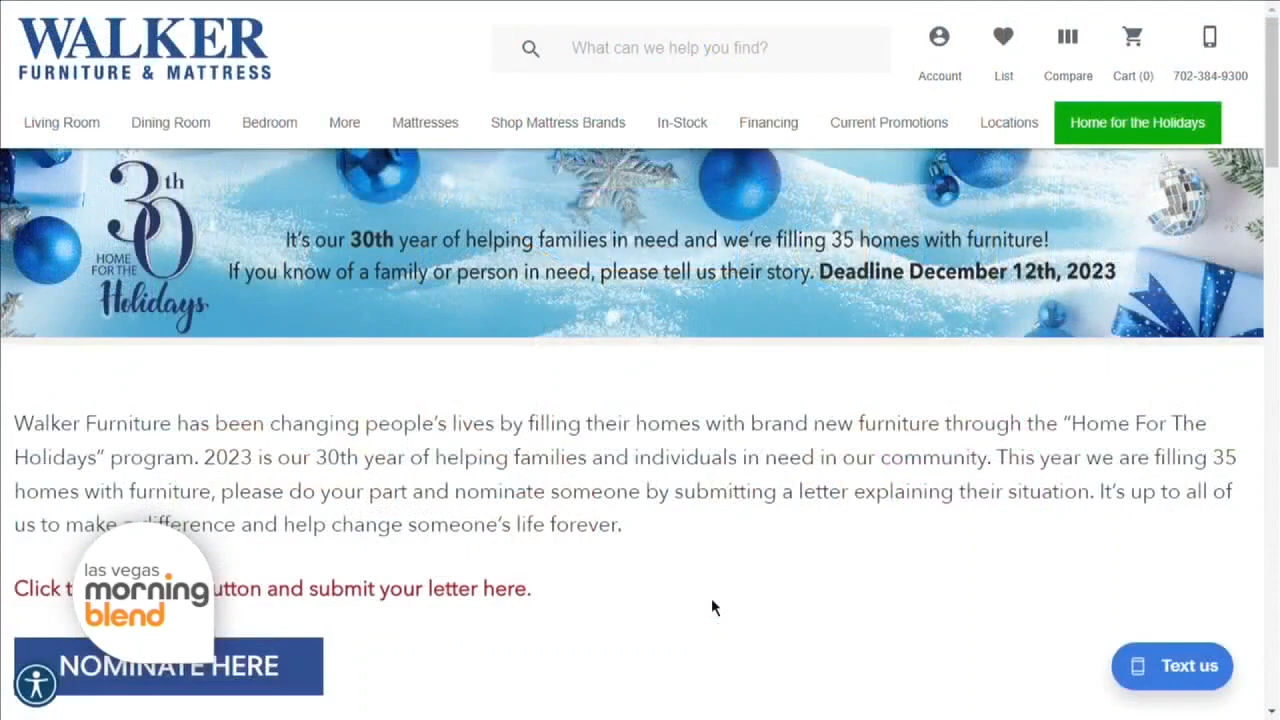 WALKER
FURNITURE & MATTRESS
What can we help you find?
Account
List
Compare
Cart (0)
702-384-9300
Living Room
Dining Room
Bedroom
More
Mattresses
Shop Mattress Brands
In-Stock
Financing
Current Promotions
Locations
Home for the Holidays
30th
HOME
FOR THE
Holidays
It's our 30th year of helping families in need and we're filling 35 homes with furniture!
If you know of a family or person in need, please tell us their story. Deadline December 12th, 2023
Walker Furniture has been changing people's lives by filling their homes with brand new furniture through the “Home For The
Holidays” program. 2023 is our 30th year of helping families and individuals in need in our community. This year we are filling 35
homes with furniture, please do your part and nominate someone by submitting a letter explaining their situation. It's up to all of
us to make difference and help change someone's life forever.
Click and submit your letter here.
las vegas
morning
blend
NOMINATE HERE
Text us